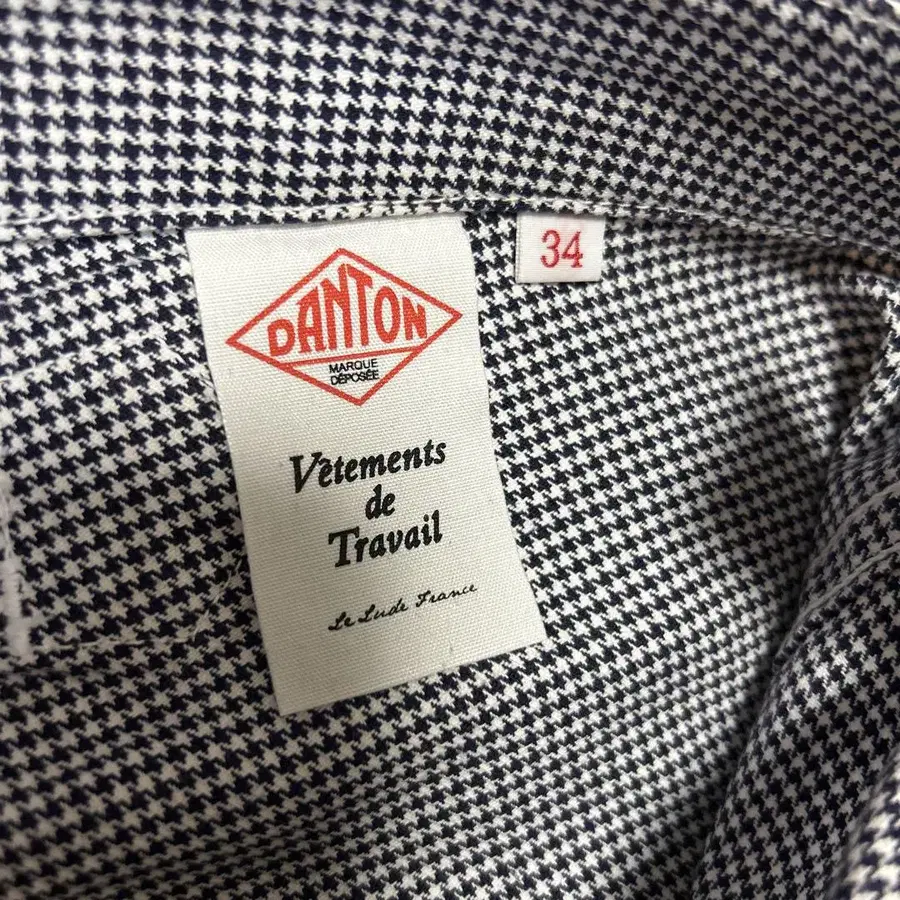 DANTON
MARQUE
DÉPOSÉE
Vêtements
de
Travail
Le Lude France
34